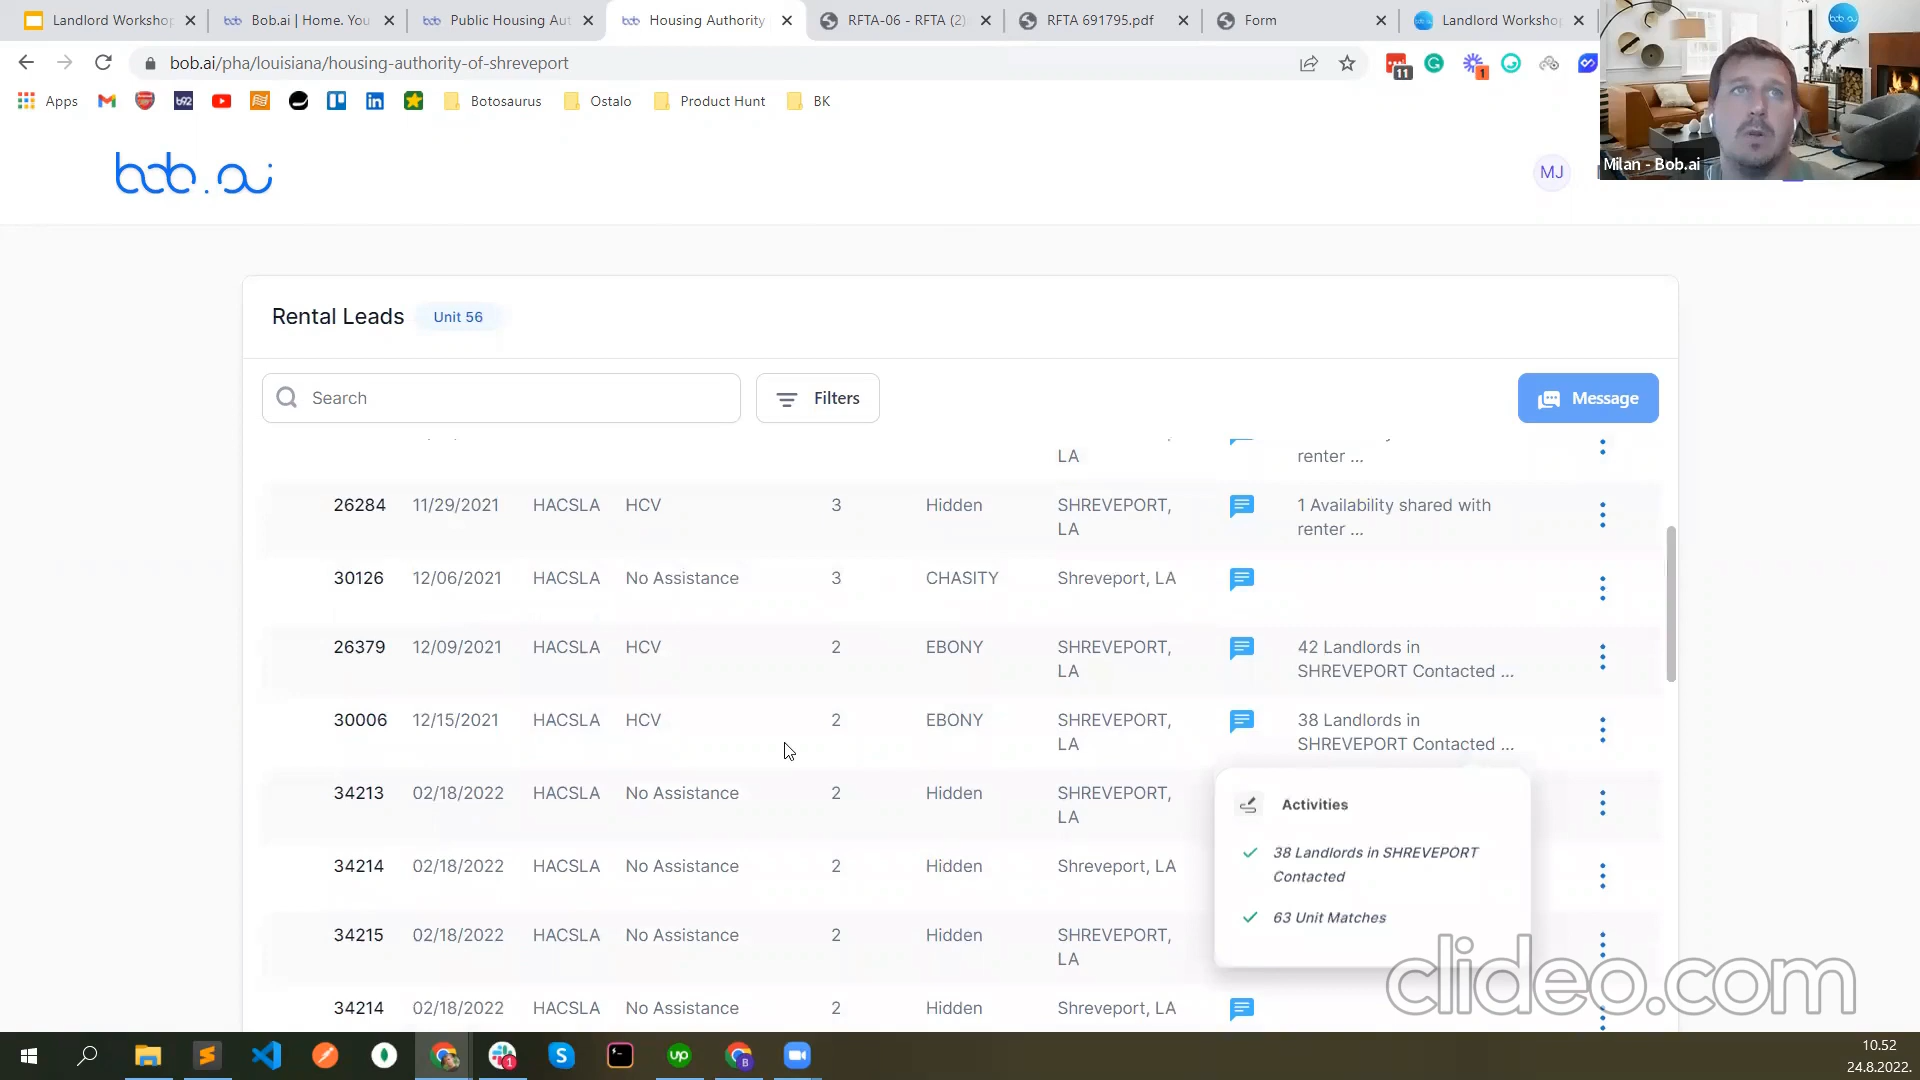 Landlord Workshop
Bob.ai | Home. You
Public Housing Aut
Housing Authority
RFTA-06 - RFTA (2)
RFTA 691795.pdf
Form
Landlord Workshop
bob.ai/pha/louisiana/housing-authority-of-shreveport
11
1
Apps
b92
Botosaurus
Ostalo
Product Hunt
BK
bob.ai
Milan - Bob.ai
bob.ai
MJ
Rental Leads
Unit 56
Search
Filters
Message
LA
renter ...
26284 11/29/2021 HACSLA HCV 3 Hidden SHREVEPORT, 1 Availability shared with
LA renter ...
30126 12/06/2021 HACSLA No Assistance 3 CHASITY Shreveport, LA
26379 12/09/2021 HACSLA HCV 2 EBONY SHREVEPORT, 42 Landlords in
LA SHREVEPORT Contacted ...
30006 12/15/2021 HACSLA HCV 2 EBONY SHREVEPORT, 38 Landlords in
LA SHREVEPORT Contacted ...
34213 02/18/2022 HACSLA No Assistance 2 Hidden SHREVEPORT,
LA
34214 02/18/2022 HACSLA No Assistance 2 Hidden Shreveport, LA
34215 02/18/2022 HACSLA No Assistance 2 Hidden SHREVEPORT,
LA
34214 02/18/2022 HACSLA No Assistance 2 Hidden Shreveport, LA
Activities
38 Landlords in SHREVEPORT
Contacted
63 Unit Matches
clideo.com
1
up
B
10.52
24.8.2022.